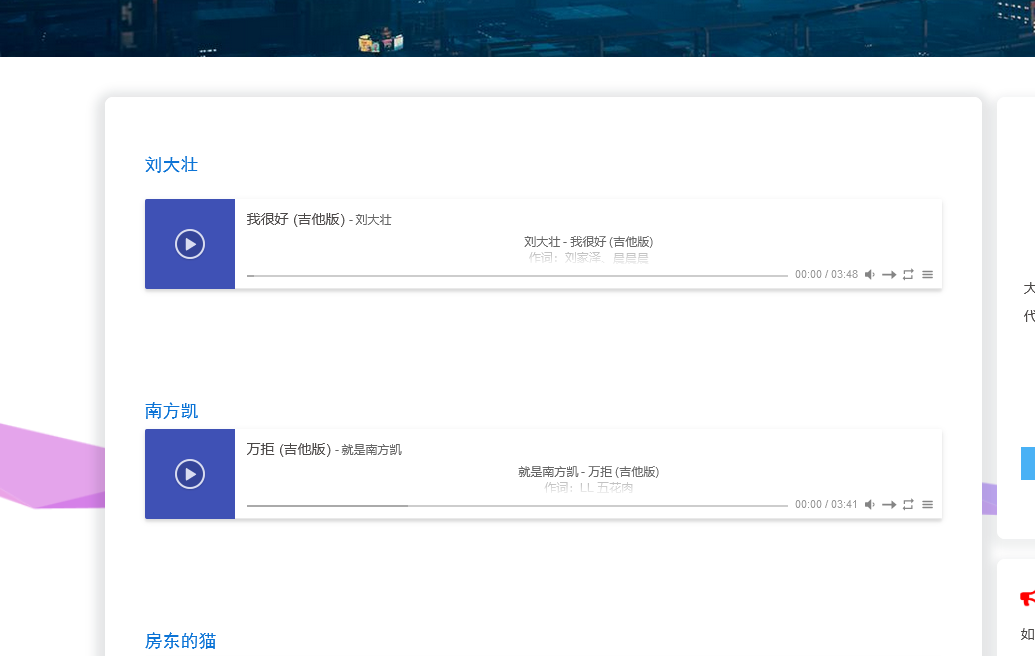 刘大壮
我很好 (吉他版) - 刘大壮
刘大壮 - 我很好 (吉他版)
作词：刘家泽、晨晨晨
00:00 / 03:48
南方凯
万拒 (吉他版) - 就是南方凯
就是南方凯 - 万拒 (吉他版)
作词：LL 五花肉
00:00 / 03:41
房东的猫
大
代
如